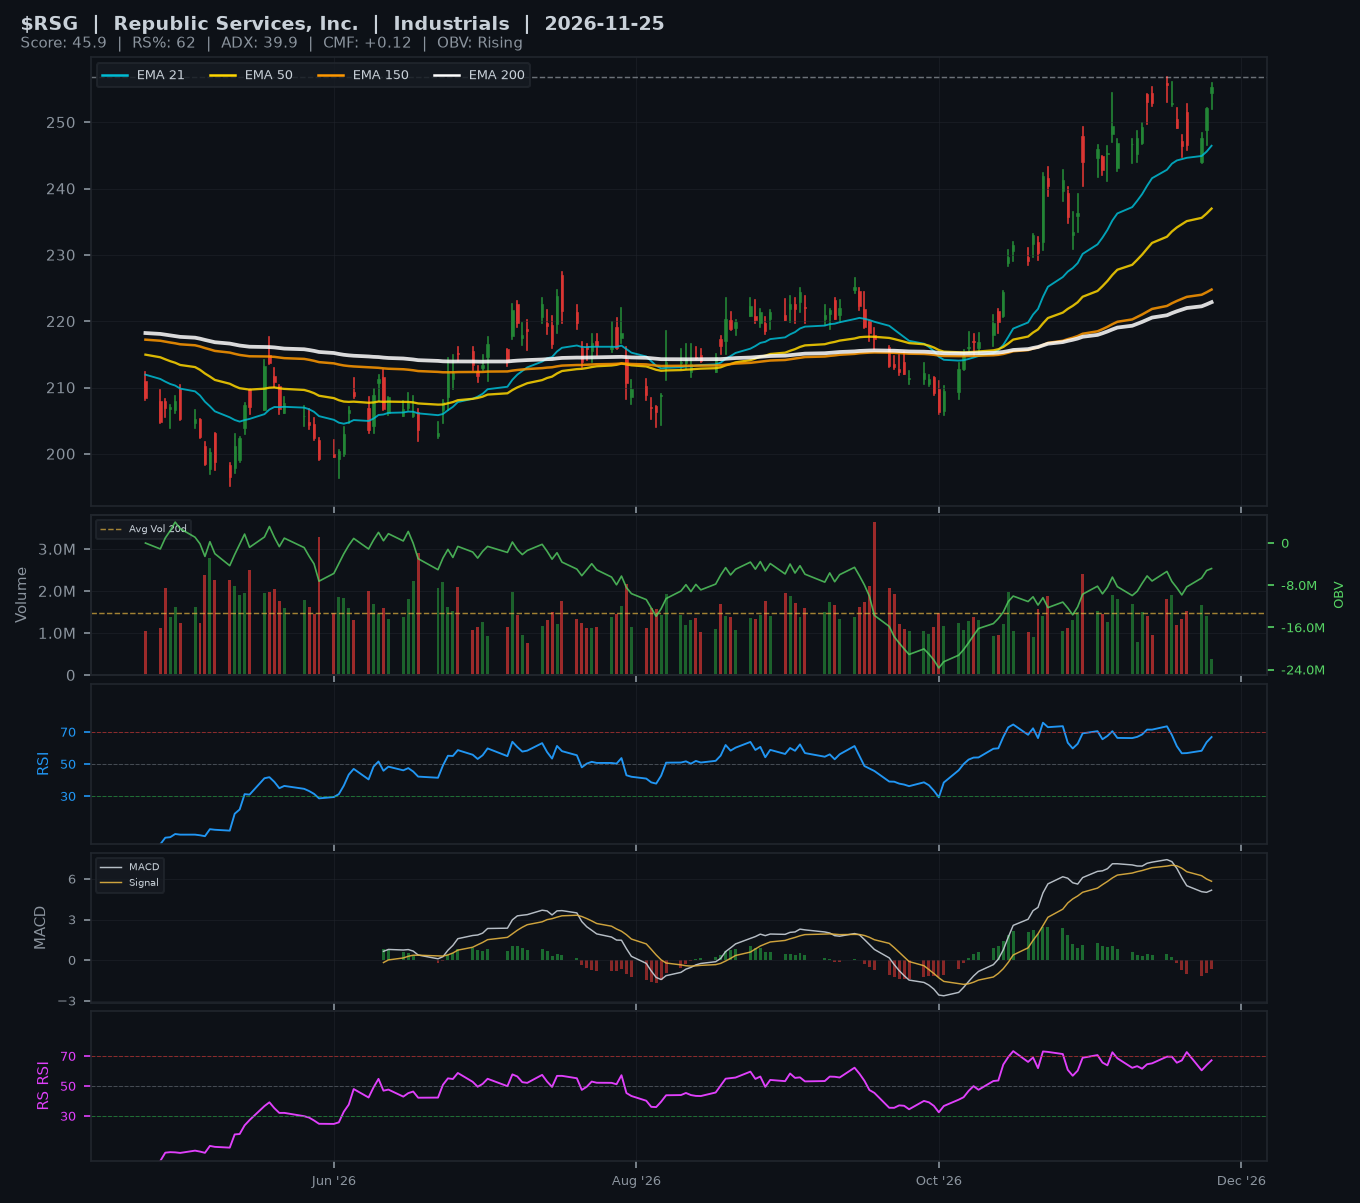 $RSG | Republic Services, Inc. | Industrials | 2026-11-25
Score: 45.9 | RS%: 62 | ADX: 39.9 | CMF: +0.12 | OBV: Rising
EMA 21
EMA 50
EMA 150
EMA 200
250
240
230
220
210
200
Avg Vol 20d
3.0M
2.0M
1.0M
0
Volume
0
-8.0M
-16.0M
-24.0M
OBV
70
50
30
RSI
MACD
Signal
6
3
0
−3
MACD
70
50
30
RS RSI
Jun '26
Aug '26
Oct '26
Dec '26